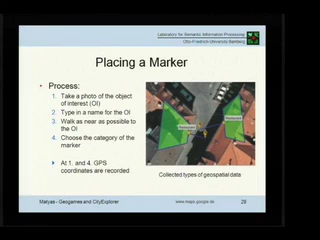 Laboratory for Semantic Information Processing
Otto-Friedrich-University Bamberg
Placing a Marker
• Process:
1. Take a photo of the object
of interest (OI)
2. Type in a name for the OI
3. Walk as near as possible to
the OI
4. Choose the category of the
marker
At 1. and 4. GPS
coordinates are recorded
Collected types of geospatial data
Matyas - Geogames and CityExplorer
www.maps.google.de
29